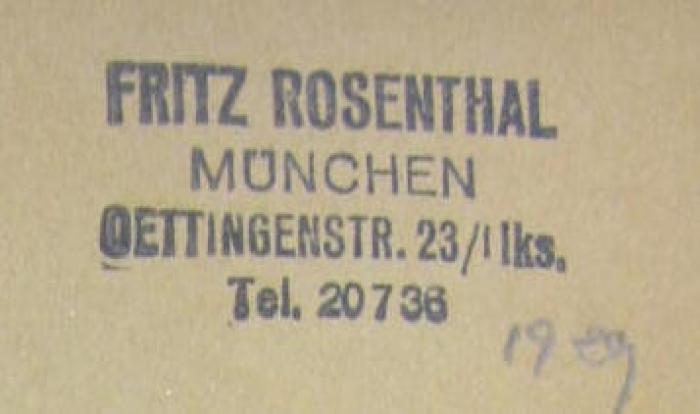 FRITZ ROSENTHAL
MÜNCHEN
OETTINGENSTR. 23/I lks.
Tel. 20736